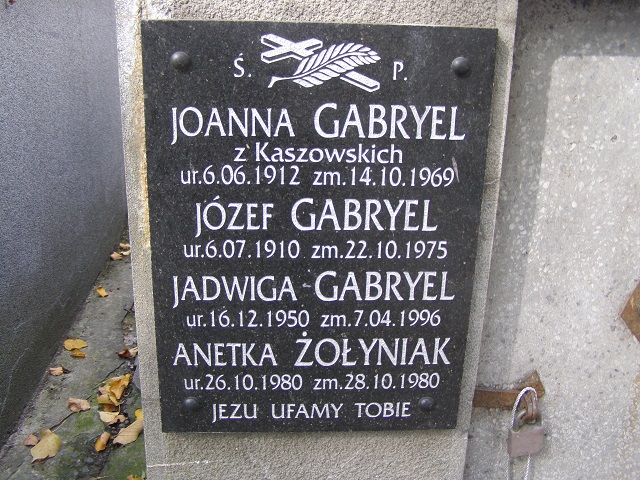 Ś. P.
JOANNA GABRYEL
z Kaszowskich
ur.6.06.1912 zm.14.10.1969
JÓZEF GABRYEL
ur.6.07.1910 zm.22.10.1975
JADWIGA GABRYEL
ur.16.12.1950 zm.7.04.1996
ANETKA ŻOŁYNIAK
ur.26.10.1980 zm.28.10.1980
JEZU UFAMY TOBIE